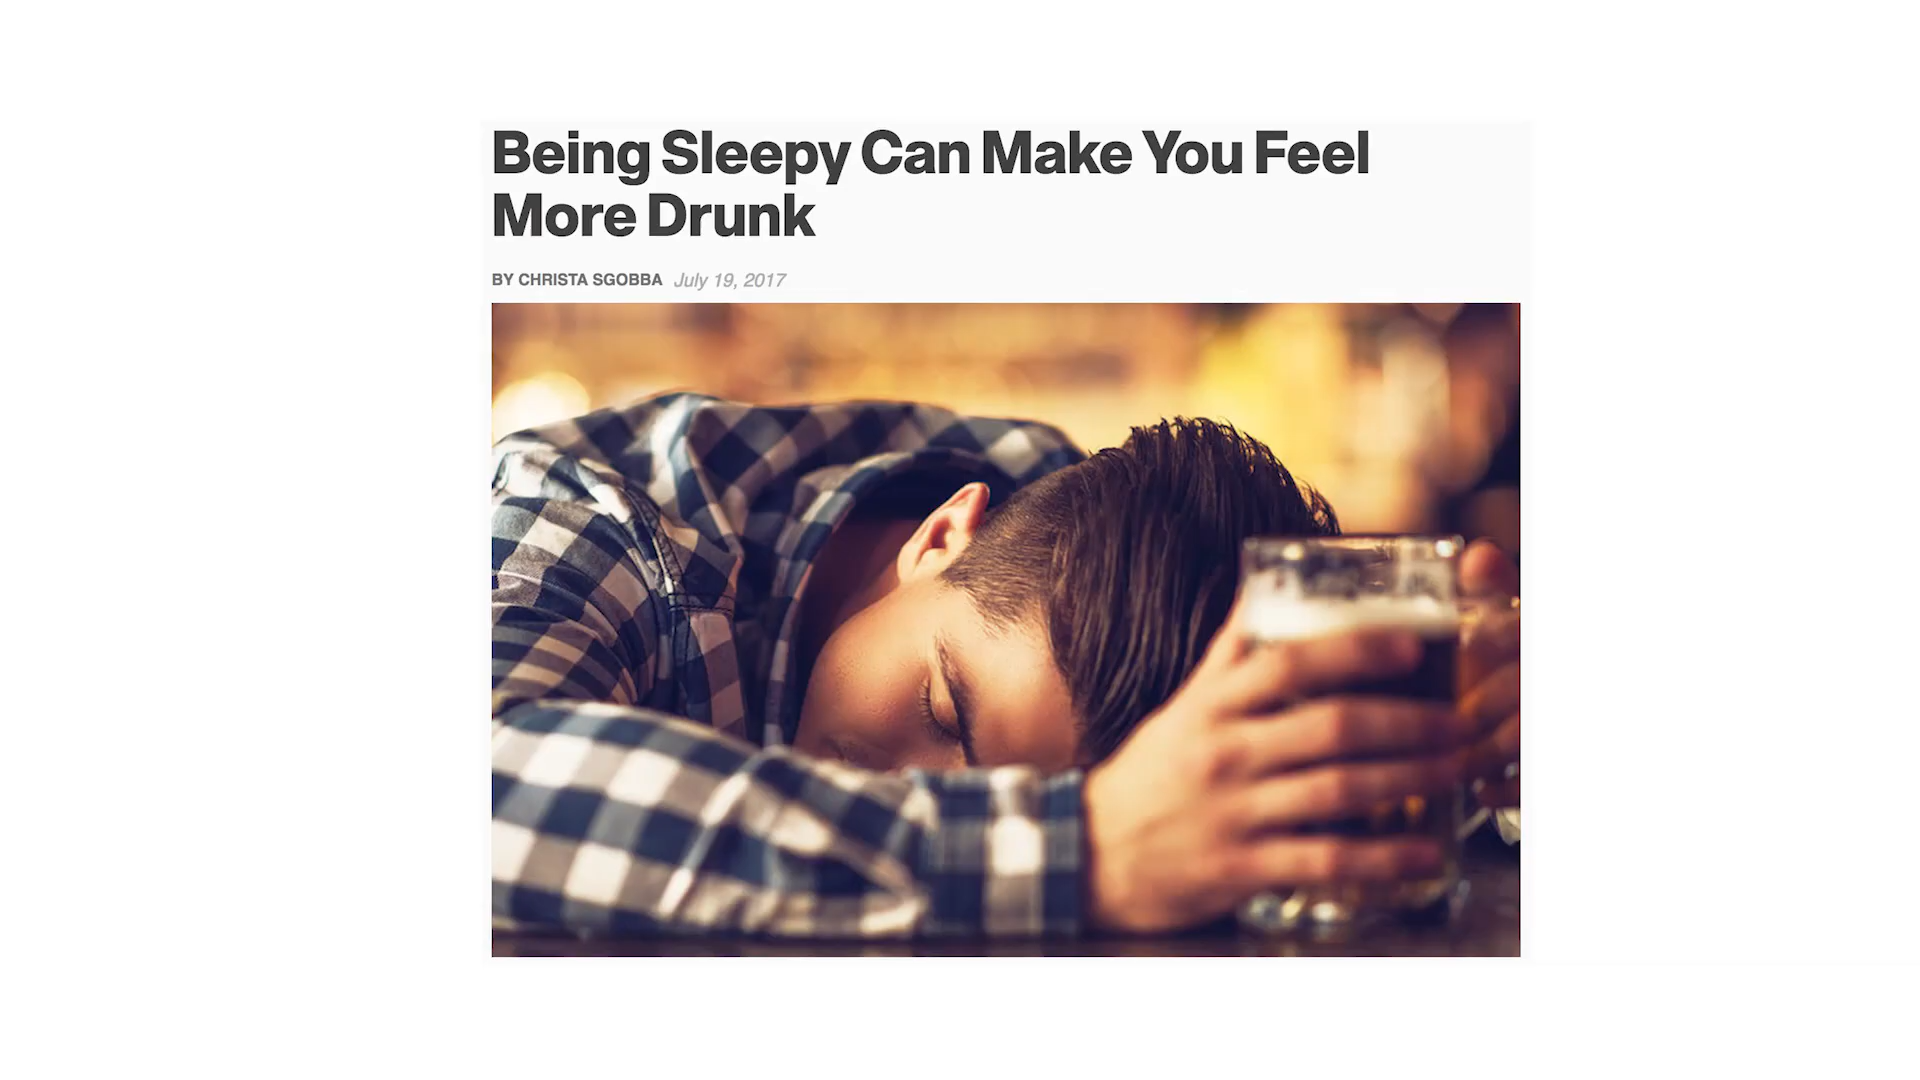 Being Sleepy Can Make You Feel
More Drunk
BY CHRISTA SGOBBA July 19, 2017